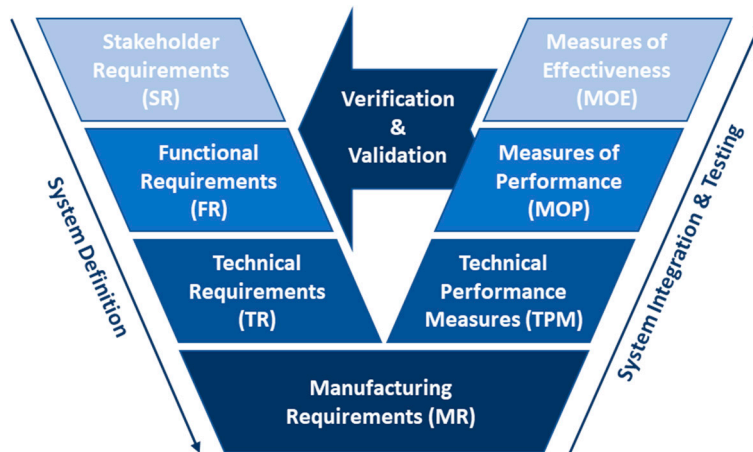 Stakeholder
Requirements
(SR)
Measures of
Effectiveness
(MOE)
Verification
&
Validation
Functional
Requirements
(FR)
Measures of
Performance
(MOP)
Technical
Requirements
(TR)
Technical
Performance
Measures (TPM)
Manufacturing
Requirements (MR)
System Definition
System Integration & Testing